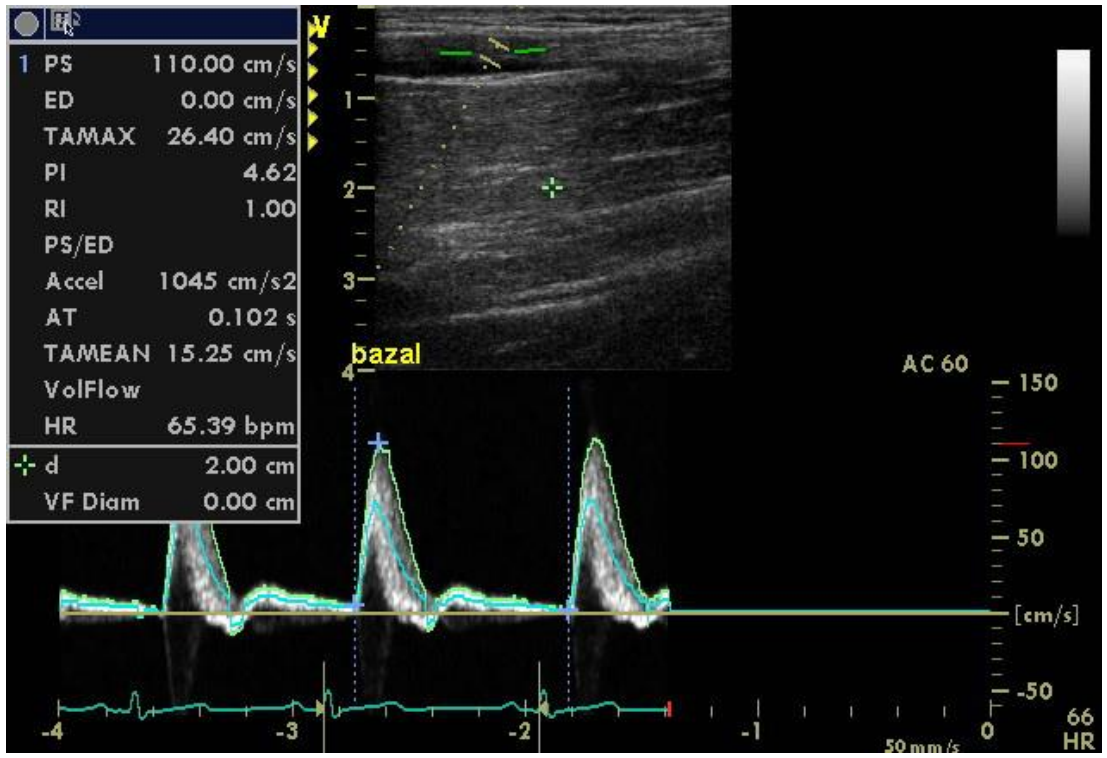 1 PS 110.00 cm/s
ED 0.00 cm/s
TAMAX 26.40 cm/s
PI 4.62
RI 1.00
PS/ED
Accel 1045 cm/s2
AT 0.102 s
TAMEAN 15.25 cm/s
VolFlow
HR 65.39 bpm
d 2.00 cm
VF Diam 0.00 cm
V
1
2
3
4
bazal
AC 60
150
100
50
[cm/s]
-50
-4 -3 -2 -1 0
50 mm/s
66
HR